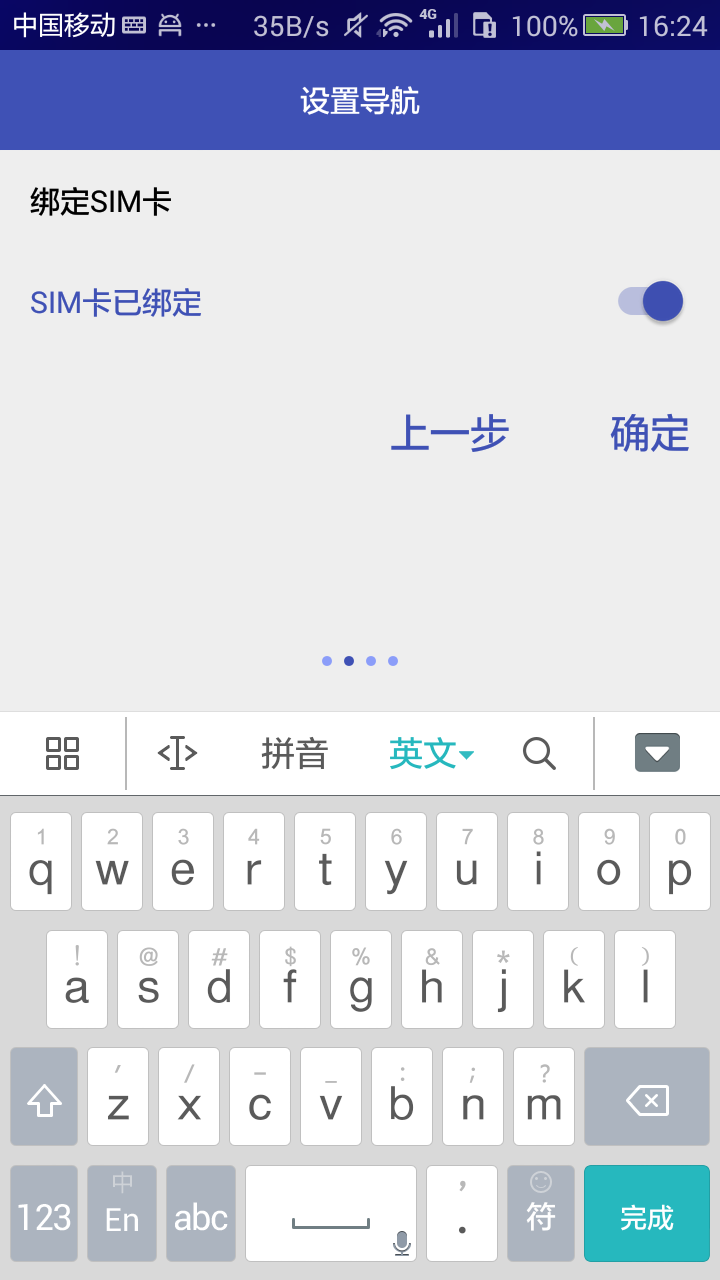 中国移动 ··· 35B/s 4G 100% 16:24
设置导航
绑定SIM卡
SIM卡已绑定
上一步 确定
拼音 英文
1 2 3 4 5 6 7 8 9 0
q w e r t y u i o p
! @ # $ % & * ( )
a s d f g h j k l
′ / – _ : ; ?
z x c v b n m
中 ,
123 En abc . 符 完成